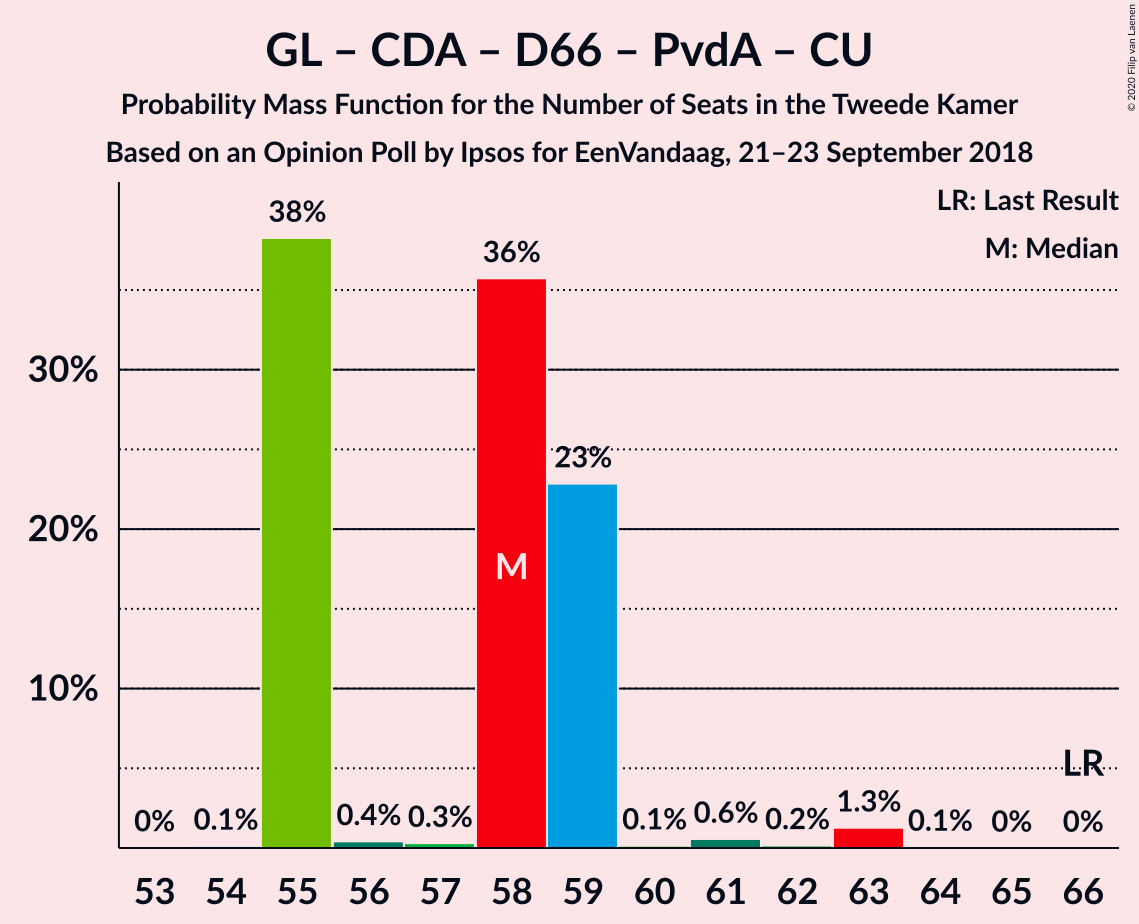 GL – CDA – D66 – PvdA – CU
Probability Mass Function for the Number of Seats in the Tweede Kamer
Based on an Opinion Poll by Ipsos for EenVandaag, 21–23 September 2018
© 2020 Filip van Laenen
LR: Last Result
M: Median
38%
36%
30%
23%
20%
M
10%
LR
0%
0.1%
0.4%
0.3%
0.1%
0.6%
0.2%
1.3%
0.1%
0%
0%
53 54 55 56 57 58 59 60 61 62 63 64 65 66